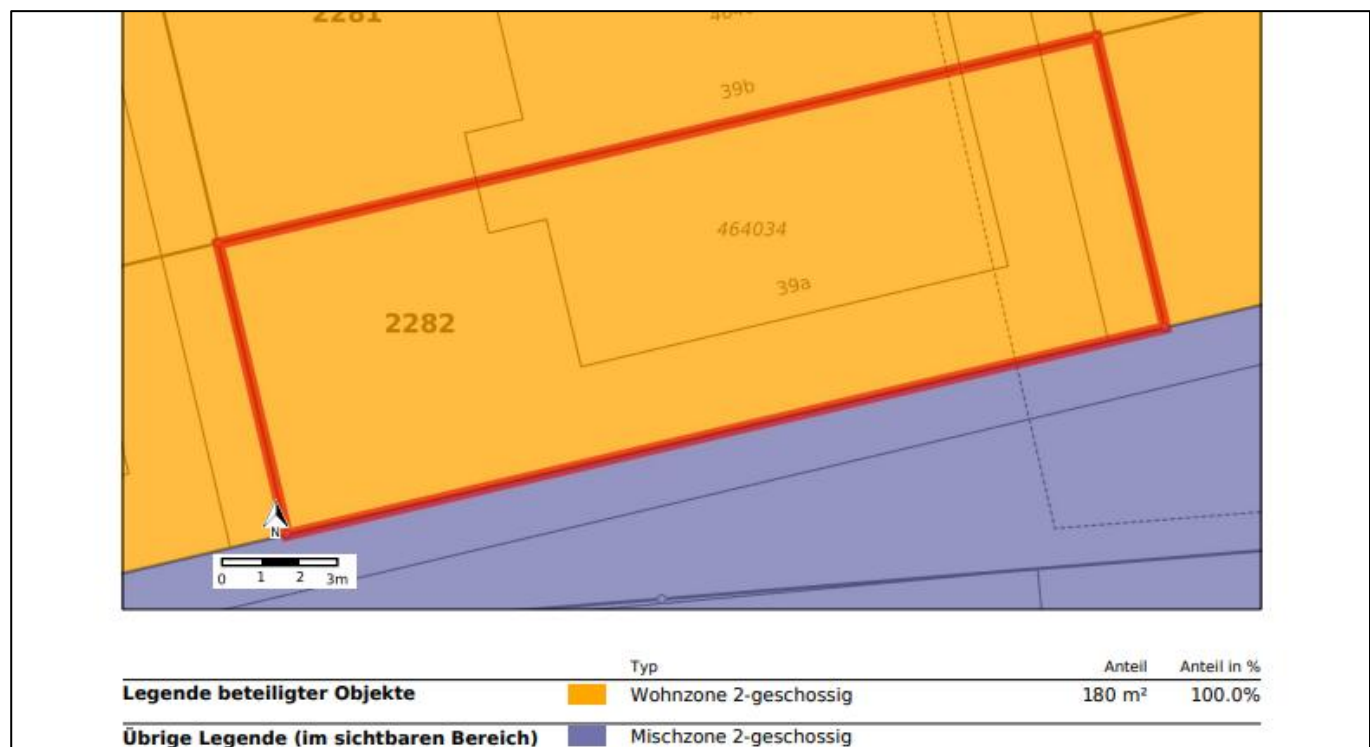 2281
39b
464034
39a
2282
N
0 1 2 3m
Typ Anteil Anteil in %
Legende beteiligter Objekte Wohnzone 2-geschossig 180 m² 100.0%
Übrige Legende (im sichtbaren Bereich) Mischzone 2-geschossig